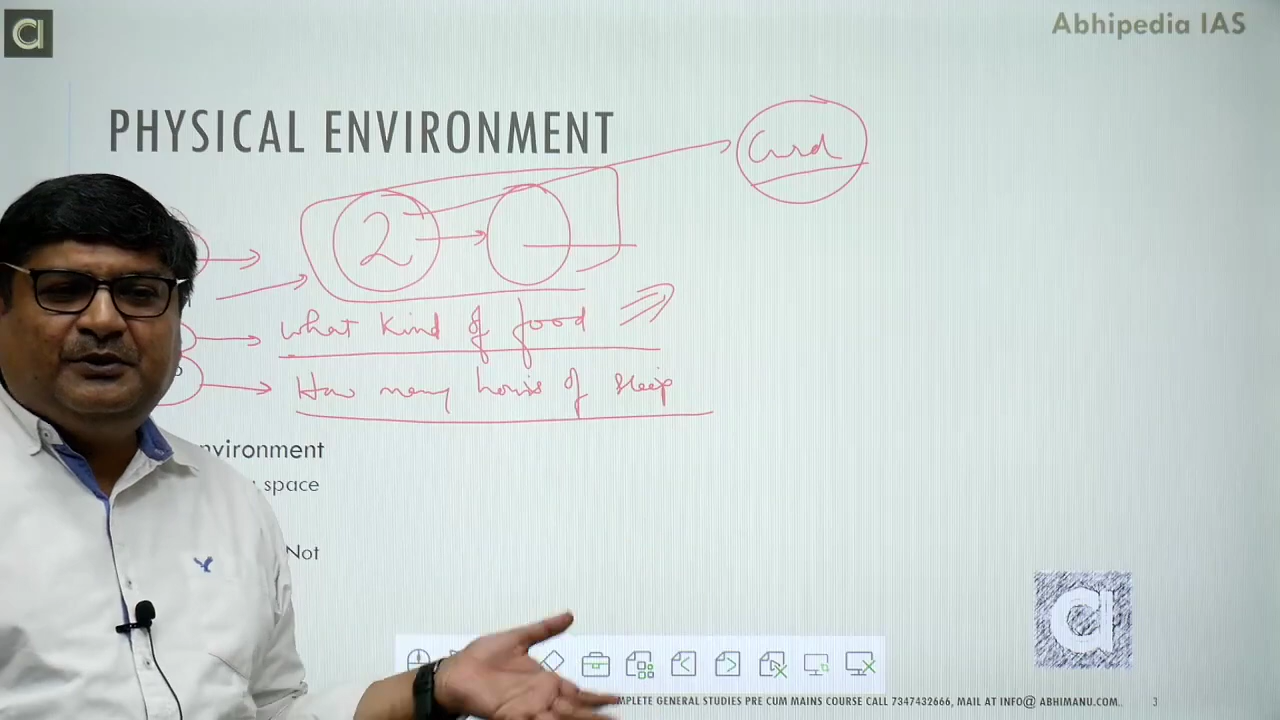 Abhipedia IAS
PHYSICAL ENVIRONMENT
Curd
2
What kind of food
How many hours of sleep
nvironment
space
Not
MPLETE GENERAL STUDIES PRE CUM MAINS COURSE CALL 7347432666, MAIL AT INFO@ ABHIMANU.COM.. 3